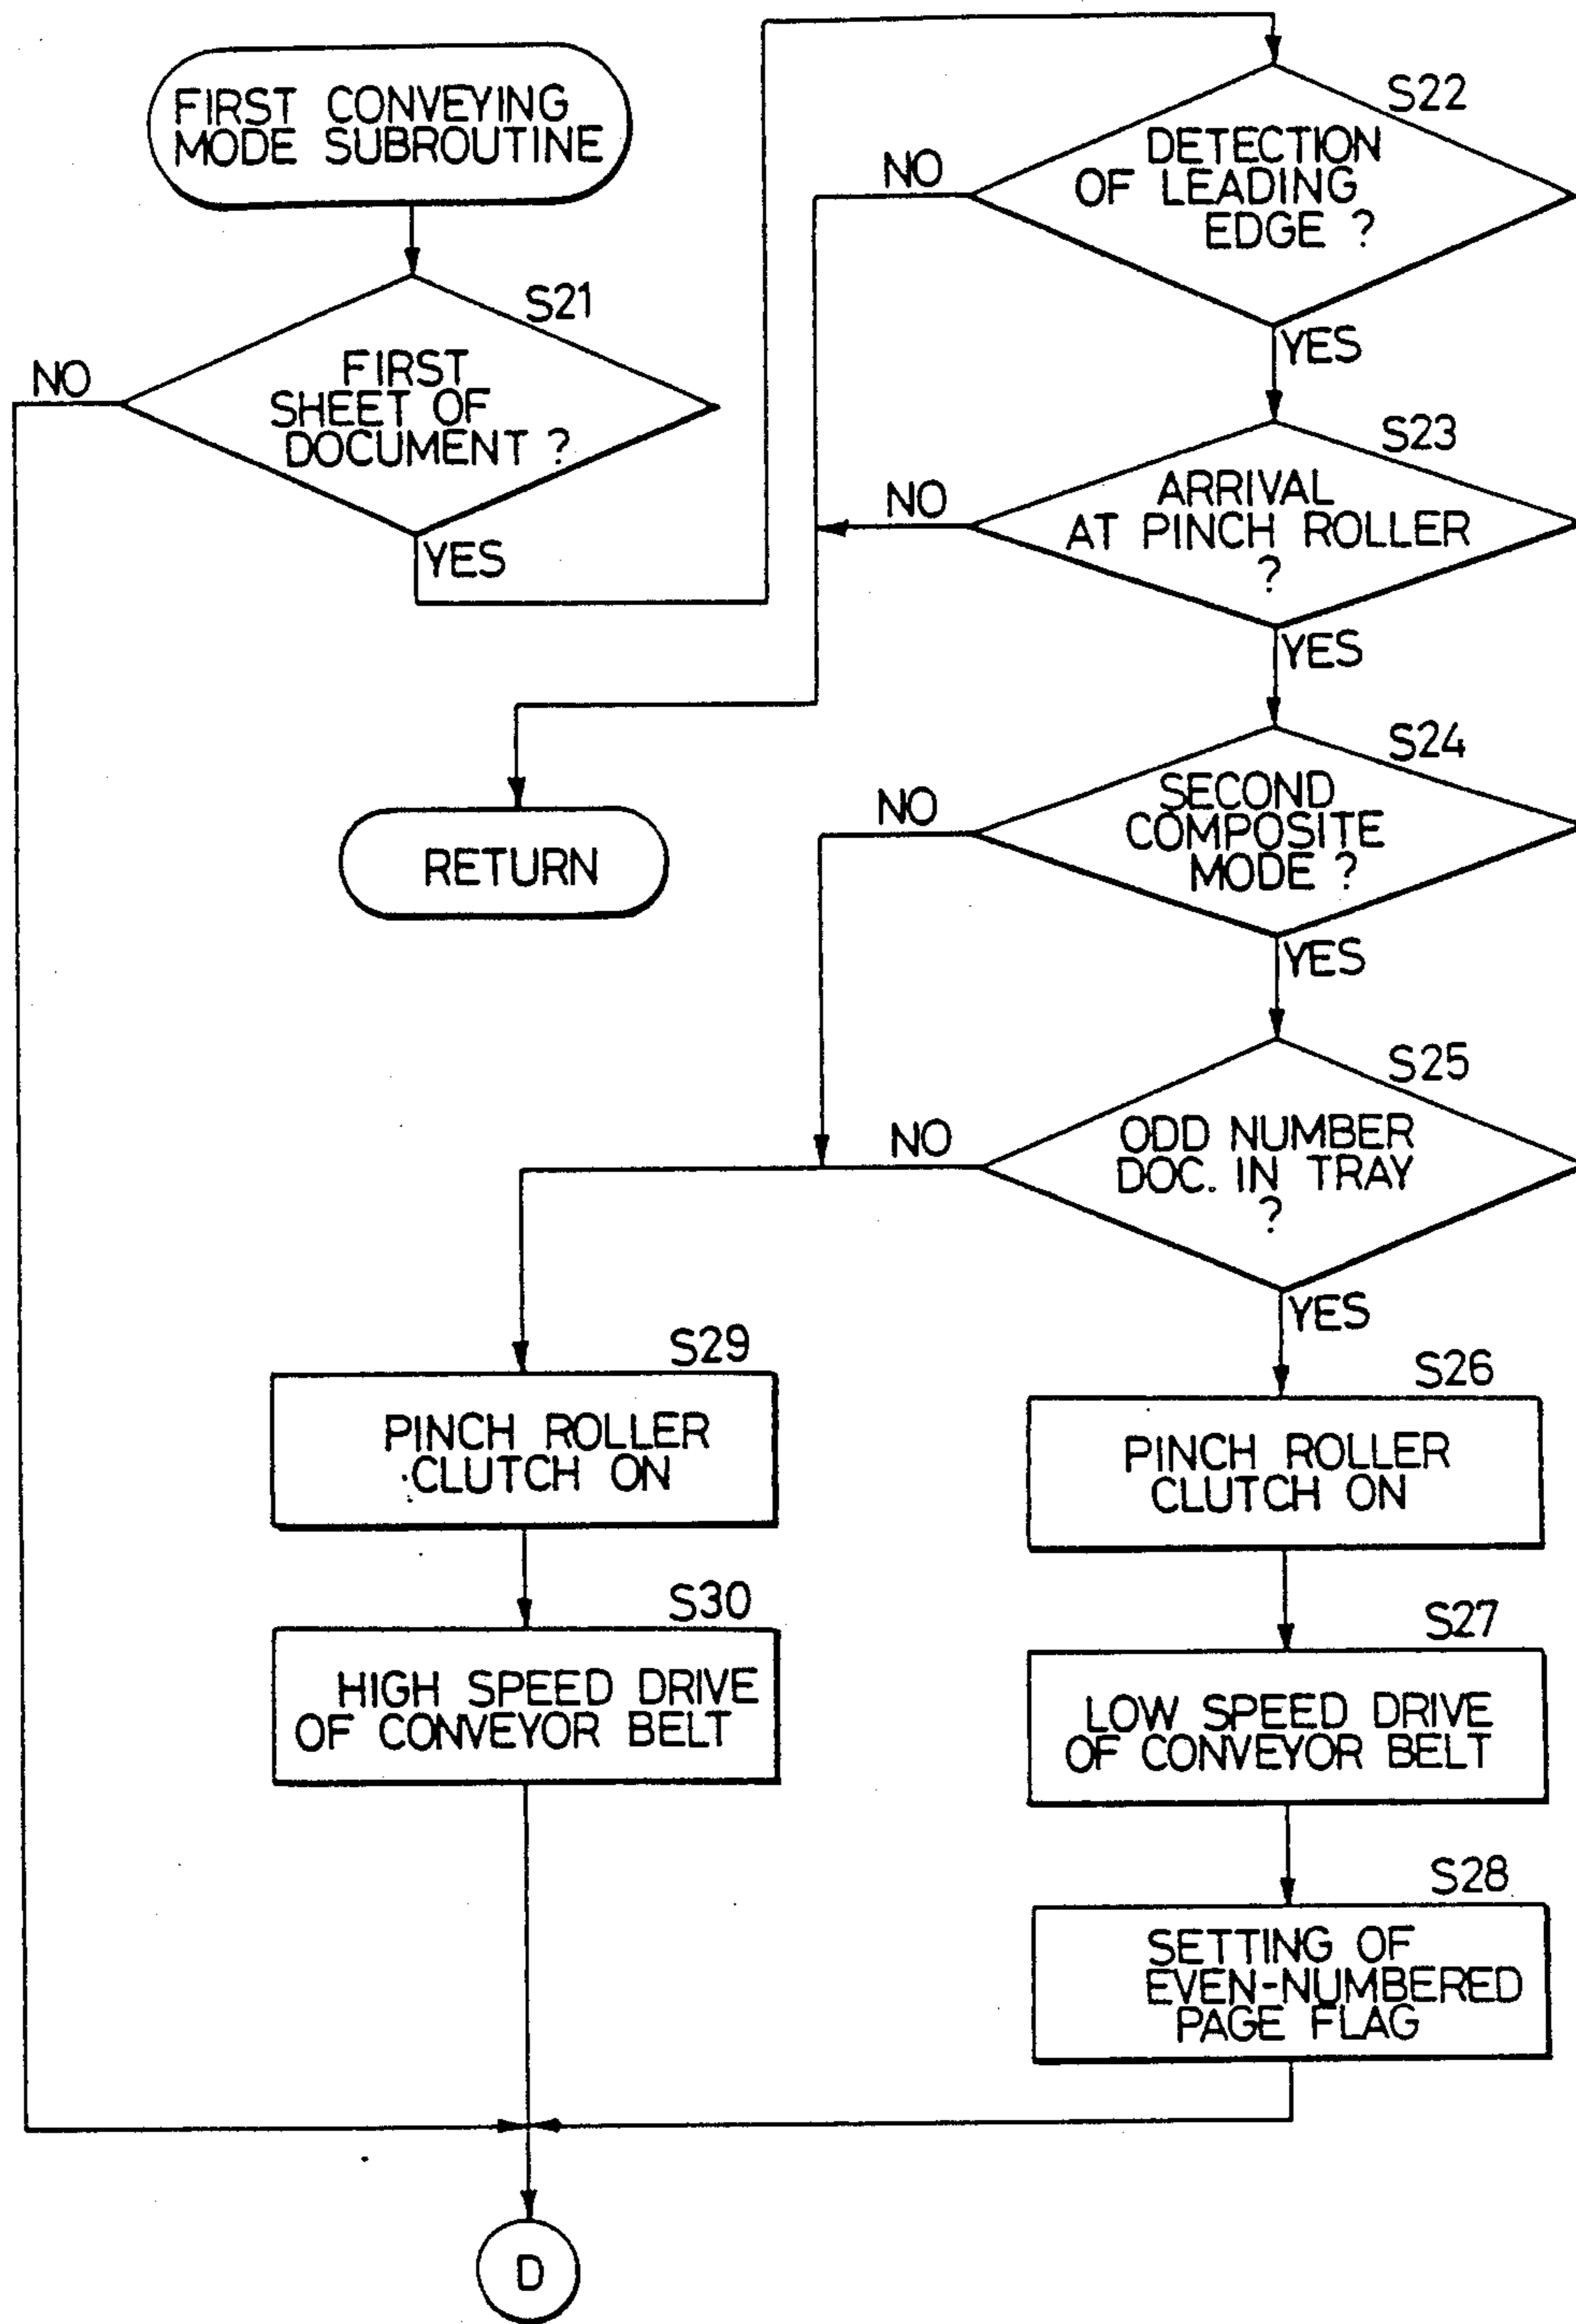 FIRST CONVEYING
MODE SUBROUTINE
S21
NO
FIRST
SHEET OF
DOCUMENT ?
YES
S22
NO
DETECTION
OF LEADING
EDGE ?
YES
S23
NO
ARRIVAL
AT PINCH ROLLER
?
YES
RETURN
S24
NO
SECOND
COMPOSITE
MODE ?
YES
S25
NO
ODD NUMBER
DOC. IN TRAY
?
YES
S29
PINCH ROLLER
CLUTCH ON
S30
HIGH SPEED DRIVE
OF CONVEYOR BELT
S26
PINCH ROLLER
CLUTCH ON
S27
LOW SPEED DRIVE
OF CONVEYOR BELT
S28
SETTING OF
EVEN-NUMBERED
PAGE FLAG
D